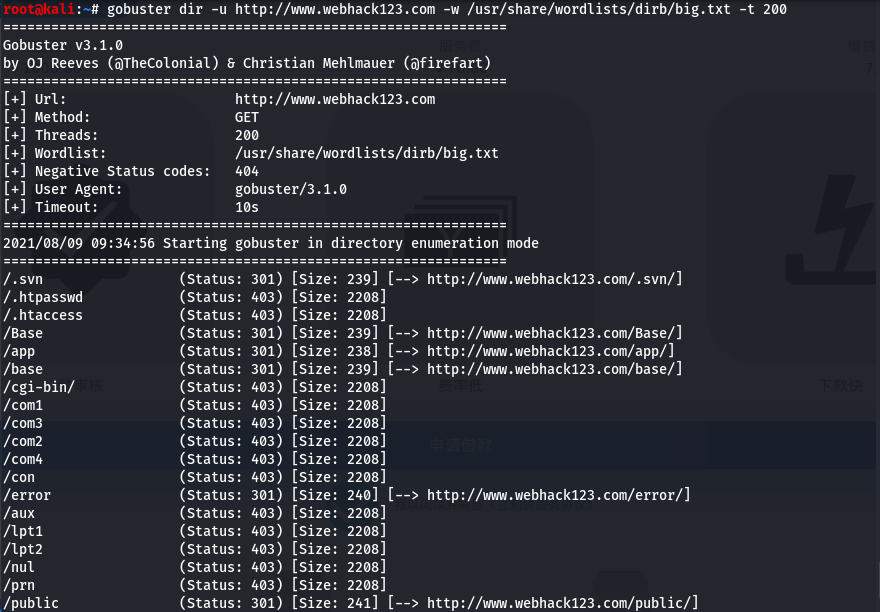 root@kali:~# gobuster dir -u http://www.webhack123.com -w /usr/share/wordlists/dirb/big.txt -t 200
===============================================================
Gobuster v3.1.0
by OJ Reeves (@TheColonial) & Christian Mehlmauer (@firefart)
===============================================================
[+] Url:                     http://www.webhack123.com
[+] Method:                  GET
[+] Threads:                 200
[+] Wordlist:                /usr/share/wordlists/dirb/big.txt
[+] Negative Status codes:   404
[+] User Agent:              gobuster/3.1.0
[+] Timeout:                 10s
===============================================================
2021/08/09 09:34:56 Starting gobuster in directory enumeration mode
===============================================================
/.svn                 (Status: 301) [Size: 239] [--> http://www.webhack123.com/.svn/]
/.htpasswd            (Status: 403) [Size: 2208]
/.htaccess            (Status: 403) [Size: 2208]
/Base                 (Status: 301) [Size: 239] [--> http://www.webhack123.com/Base/]
/app                  (Status: 301) [Size: 238] [--> http://www.webhack123.com/app/]
/base                 (Status: 301) [Size: 239] [--> http://www.webhack123.com/base/]
/cgi-bin/             (Status: 403) [Size: 2208]
/com1                 (Status: 403) [Size: 2208]
/com3                 (Status: 403) [Size: 2208]
/com2                 (Status: 403) [Size: 2208]
/com4                 (Status: 403) [Size: 2208]
/con                  (Status: 403) [Size: 2208]
/error                (Status: 301) [Size: 240] [--> http://www.webhack123.com/error/]
/aux                  (Status: 403) [Size: 2208]
/lpt1                 (Status: 403) [Size: 2208]
/lpt2                 (Status: 403) [Size: 2208]
/nul                  (Status: 403) [Size: 2208]
/prn                  (Status: 403) [Size: 2208]
/public               (Status: 301) [Size: 241] [--> http://www.webhack123.com/public/]